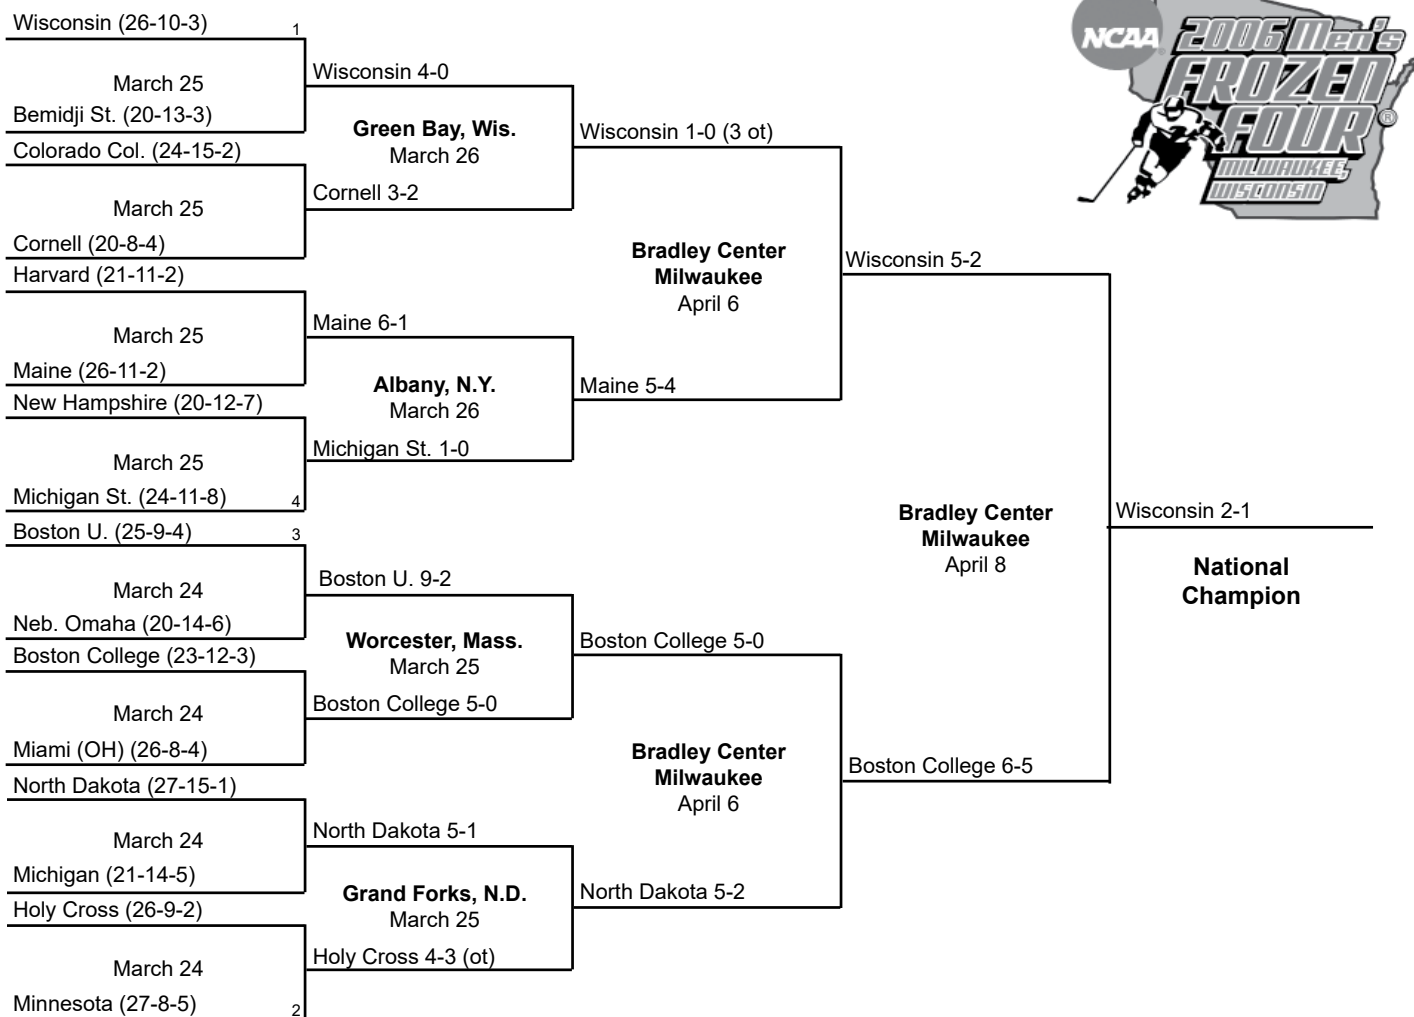 Wisconsin (26-10-3) 1
March 25
Bemidji St. (20-13-3)
Colorado Col. (24-15-2)
March 25
Cornell (20-8-4)
Harvard (21-11-2)
March 25
Maine (26-11-2)
New Hampshire (20-12-7)
March 25
Michigan St. (24-11-8) 4
Boston U. (25-9-4) 3
March 24
Neb. Omaha (20-14-6)
Boston College (23-12-3)
March 24
Miami (OH) (26-8-4)
North Dakota (27-15-1)
March 24
Michigan (21-14-5)
Holy Cross (26-9-2)
March 24
Minnesota (27-8-5) 2
Wisconsin 4-0
Green Bay, Wis.
March 26
Cornell 3-2
Maine 6-1
Albany, N.Y.
March 26
Michigan St. 1-0
Boston U. 9-2
Worcester, Mass.
March 25
Boston College 5-0
North Dakota 5-1
Grand Forks, N.D.
March 25
Holy Cross 4-3 (ot)
Wisconsin 1-0 (3 ot)
Bradley Center
Milwaukee
April 6
Maine 5-4
Boston College 5-0
Bradley Center
Milwaukee
April 6
North Dakota 5-2
Wisconsin 5-2
Bradley Center
Milwaukee
April 8
Boston College 6-5
Wisconsin 2-1
National
Champion
NCAA
2006 Men's
FROZEN
FOUR ®
MILWAUKEE,
WISCONSIN